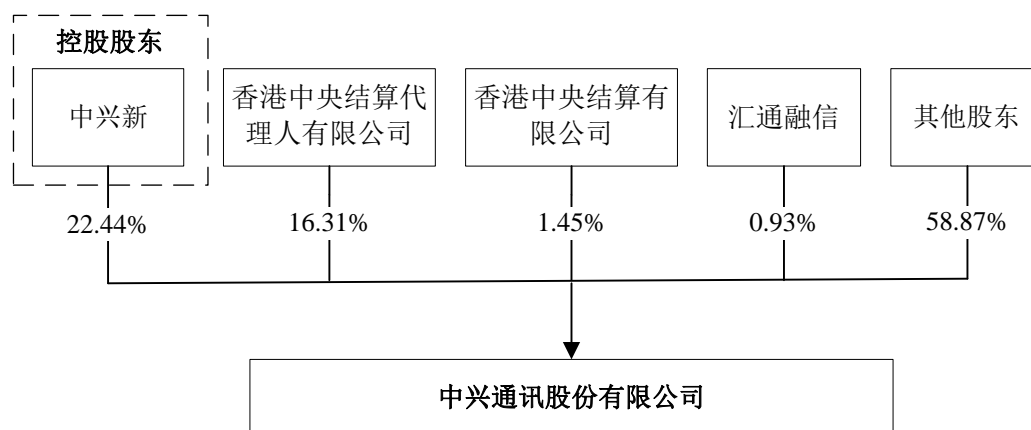 控股股东
中兴新
香港中央结算代
理人有限公司
香港中央结算有
限公司
汇通融信
其他股东
22.44%
16.31%
1.45%
0.93%
58.87%
中兴通讯股份有限公司